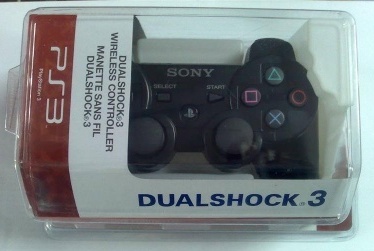 PS3
PlayStation 3
DUALSHOCK®3
WIRELESS CONTROLLER
MANETTE SANS FIL
DUALSHOCK®3
SONY
SELECT
START
DUALSHOCK®3